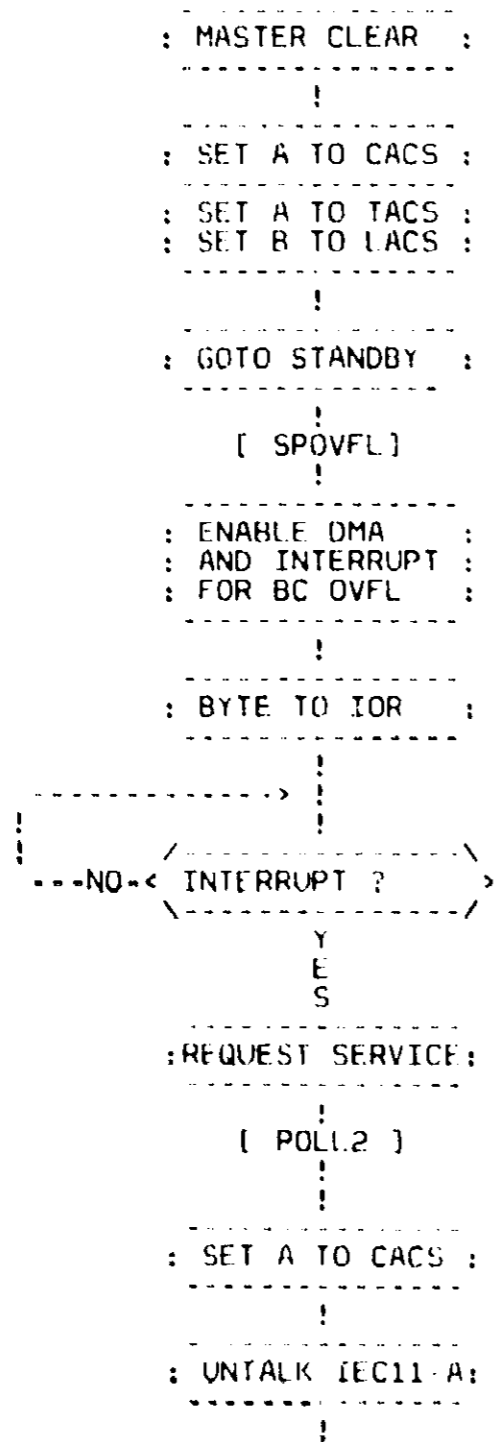 : MASTER CLEAR :
: SET A TO CACS :
: SET A TO TACS :
: SET B TO LACS :
: GOTO STANDBY :
[ SPOVFL]
: ENABLE DMA :
: AND INTERRUPT :
: FOR BC OVFL :
: BYTE TO IOR :
---NO-< INTERRUPT ? >
Y
E
S
:REQUEST SERVICE:
[ POLL2 ]
: SET A TO CACS :
: UNTALK IEC11-A: